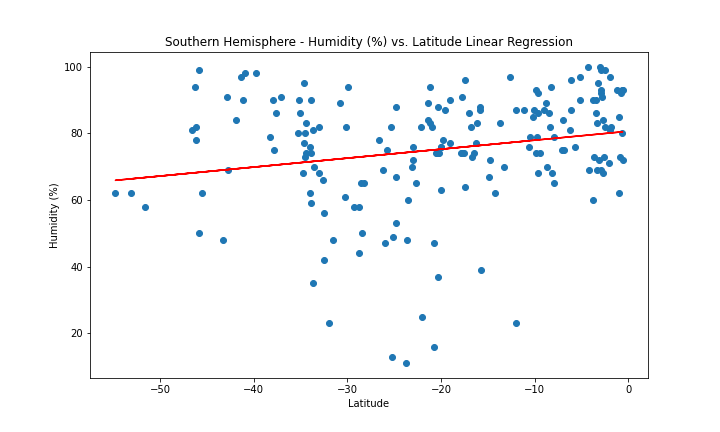 Southern Hemisphere - Humidity (%) vs. Latitude Linear Regression
100
80
60
40
20
Humidity (%)
−50 −40 −30 −20 −10 0
Latitude